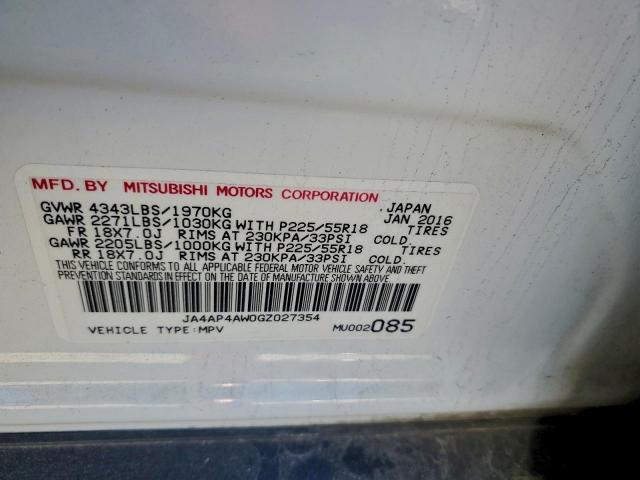 MFD. BY MITSUBISHI MOTORS CORPORATION
GVWR 4343LBS/1970KG JAPAN
GAWR 2271LBS/1030KG WITH P225/55R18 JAN 2016
FR 18X7.0J RIMS AT 230KPA/33PSI COLD. TIRES
GAWR 2205LBS/1000KG WITH P225/55R18 TIRES
RR 18X7.0J RIMS AT 230KPA/33PSI COLD.
THIS VEHICLE CONFORMS TO ALL APPLICABLE FEDERAL MOTOR VEHICLE SAFETY AND THEFT
PREVENTION STANDARDS IN EFFECT ON THE DATE OF MANUFACTURE SHOWN ABOVE.
JA4AP4AW0GZ027354
VEHICLE TYPE:MPV MU002085